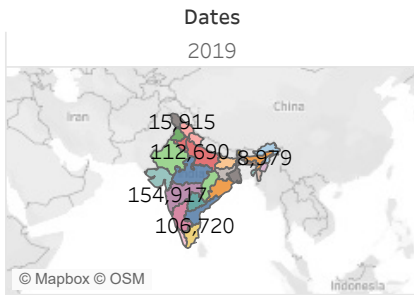 Dates
2019
Iran
China
15,915
112,690
8,979
154,917
106,720
© Mapbox © OSM
Indonesia